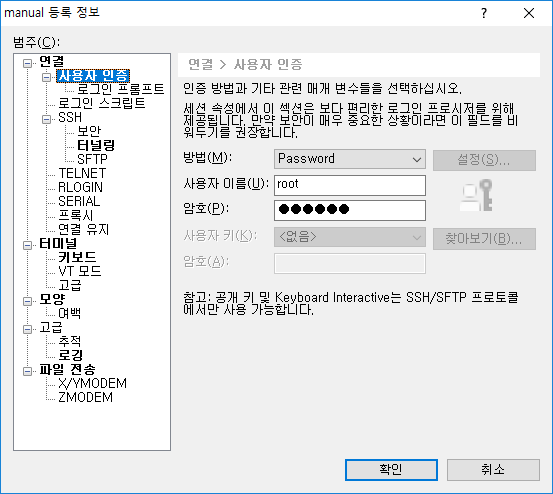 manual 등록 정보
범주(C):
연결
사용자 인증
로그인 프롬프트
로그인 스크립트
SSH
보안
터널링
SFTP
TELNET
RLOGIN
SERIAL
프록시
연결 유지
터미널
키보드
VT 모드
고급
모양
여백
고급
추적
로깅
파일 전송
X/YMODEM
ZMODEM
연결 > 사용자 인증
인증 방법과 기타 관련 매개 변수들을 선택하십시오.
세션 속성에서 이 섹션은 보다 편리한 로그인 프로시저를 위해
제공됩니다. 만약 보안이 매우 중요한 상황이라면 이 필드를 비
워두기를 권장합니다.
방법(M): Password 설정(S)...
사용자 이름(U): root
암호(P): ●●●●●●
사용자 키(K): <없음> 찾아보기(B)...
암호(A):
참고: 공개 키 및 Keyboard Interactive는 SSH/SFTP 프로토콜
에서만 사용 가능합니다.
확인 취소